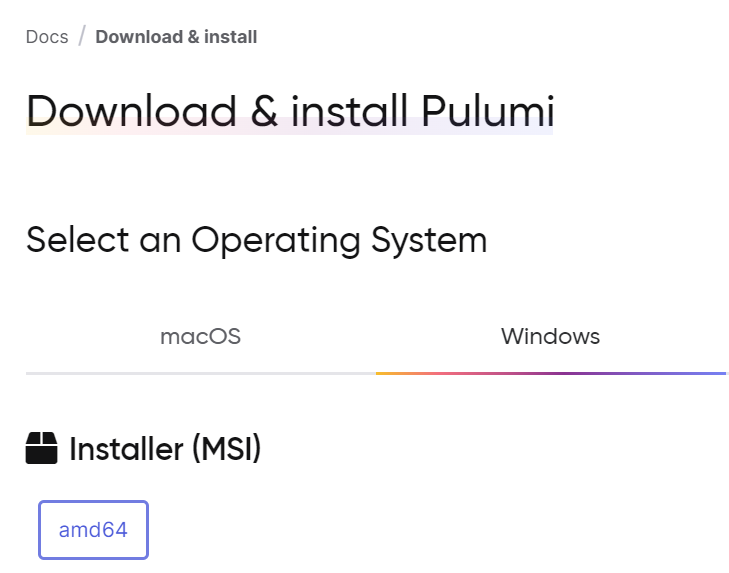 Docs / Download & install
Download & install Pulumi
Select an Operating System
macOS Windows
Installer (MSI)
amd64